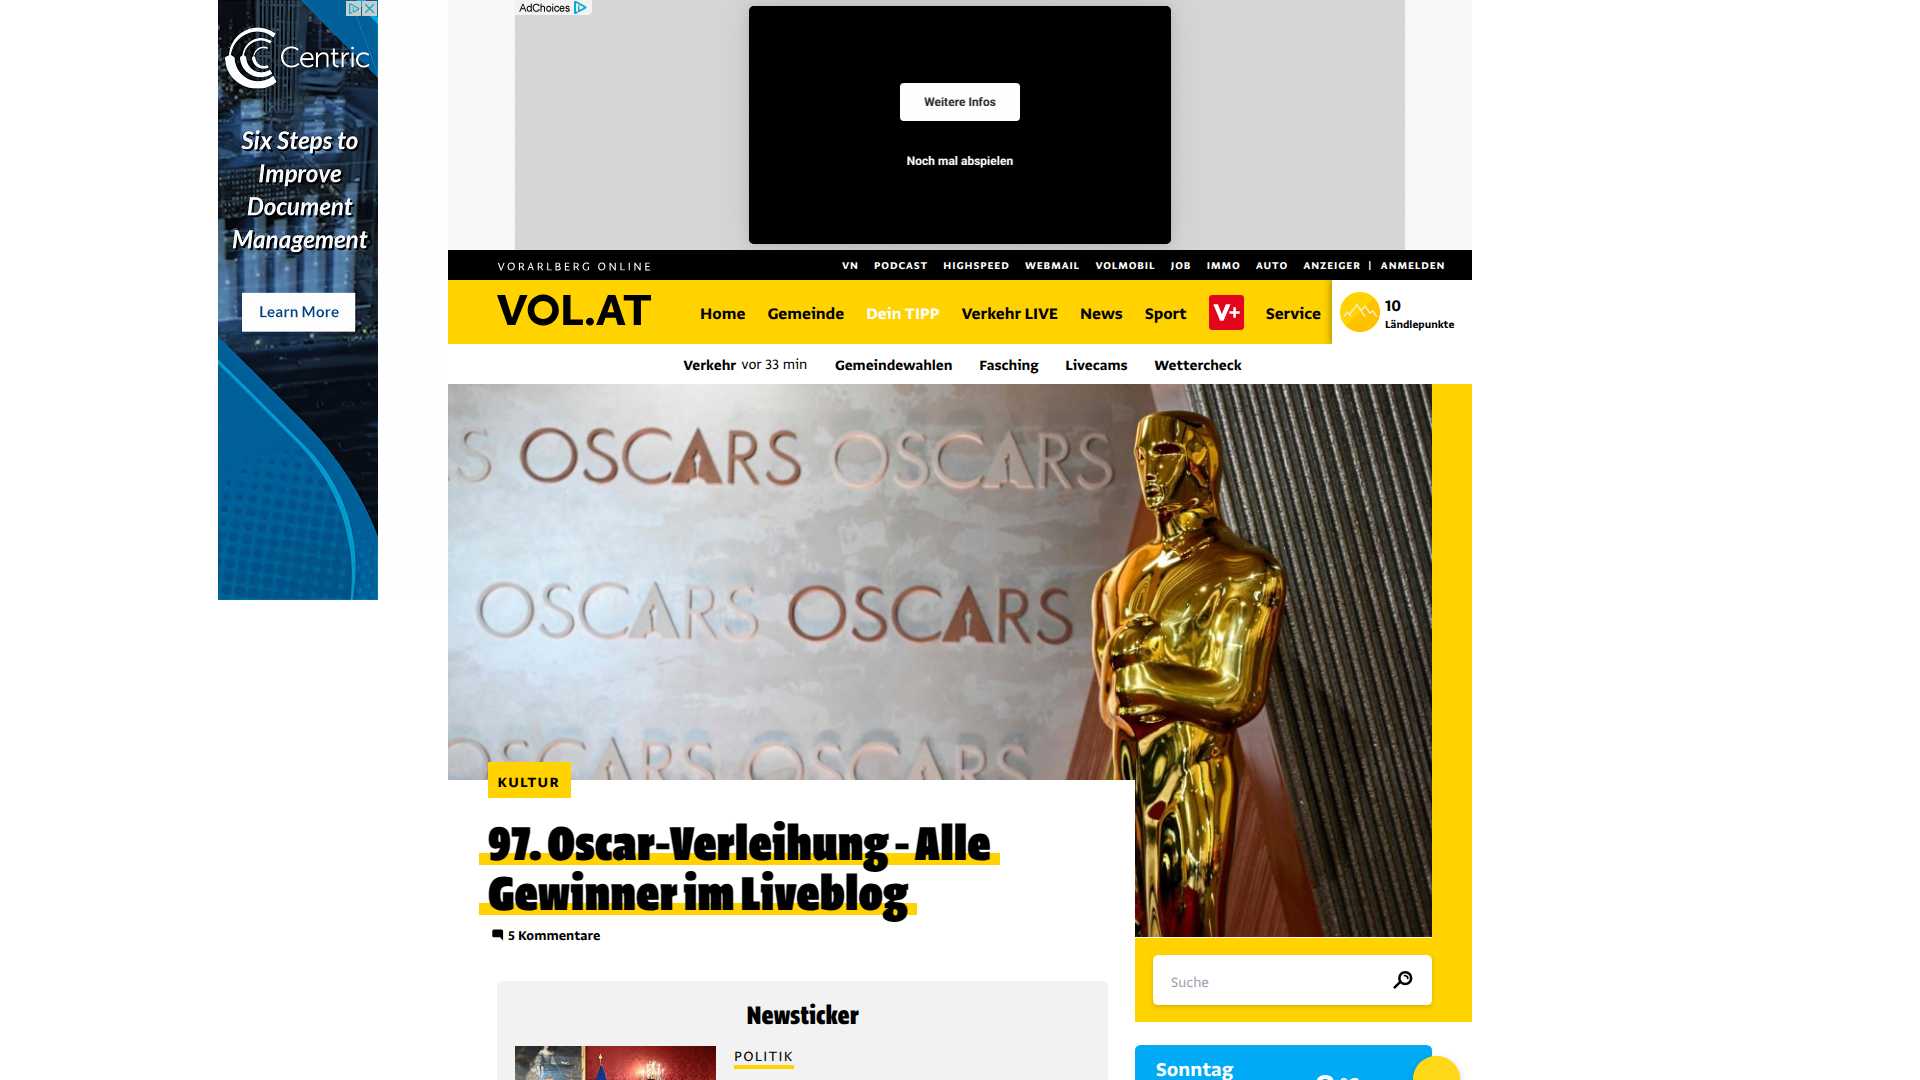 Centric
Six Steps to
Improve
Document
Management
Learn More
AdChoices
Weitere Infos
Noch mal abspielen
VORARLBERG ONLINE
VN PODCAST HIGHSPEED WEBMAIL VOLMOBIL JOB IMMO AUTO ANZEIGER | ANMELDEN
VOL.AT
Home Gemeinde Dein TIPP Verkehr LIVE News Sport V+ Service
10
Ländlepunkte
Verkehr vor 33 min Gemeindewahlen Fasching Livecams Wettercheck
S OSCARS OSCARS
OSCARS OSCARS
OSCARS OSCARS
KULTUR
97. Oscar-Verleihung - Alle
Gewinner im Liveblog
5 Kommentare
Suche
Newsticker
POLITIK
Sonntag